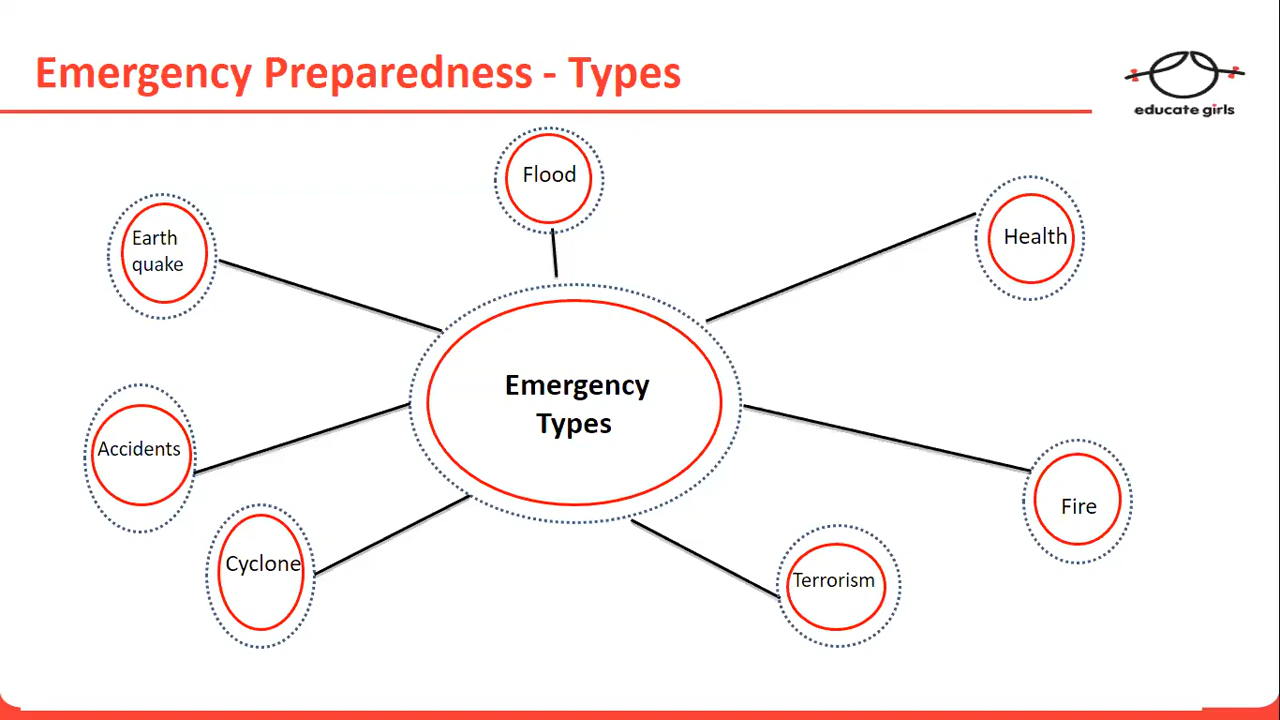 Emergency Preparedness - Types
educate girls
Flood
Earth
quake
Health
Emergency
Types
Accidents
Fire
Cyclone
Terrorism